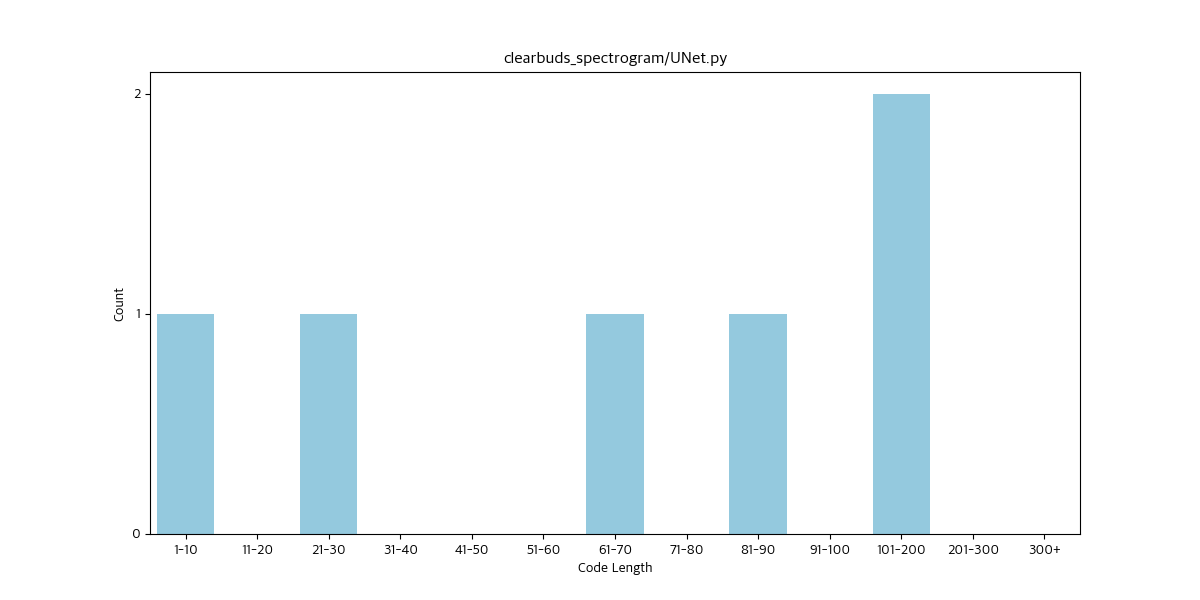 clearbuds_spectrogram/UNet.py
2
1
0
Count
1-10 11-20 21-30 31-40 41-50 51-60 61-70 71-80 81-90 91-100 101-200 201-300 300+
Code Length